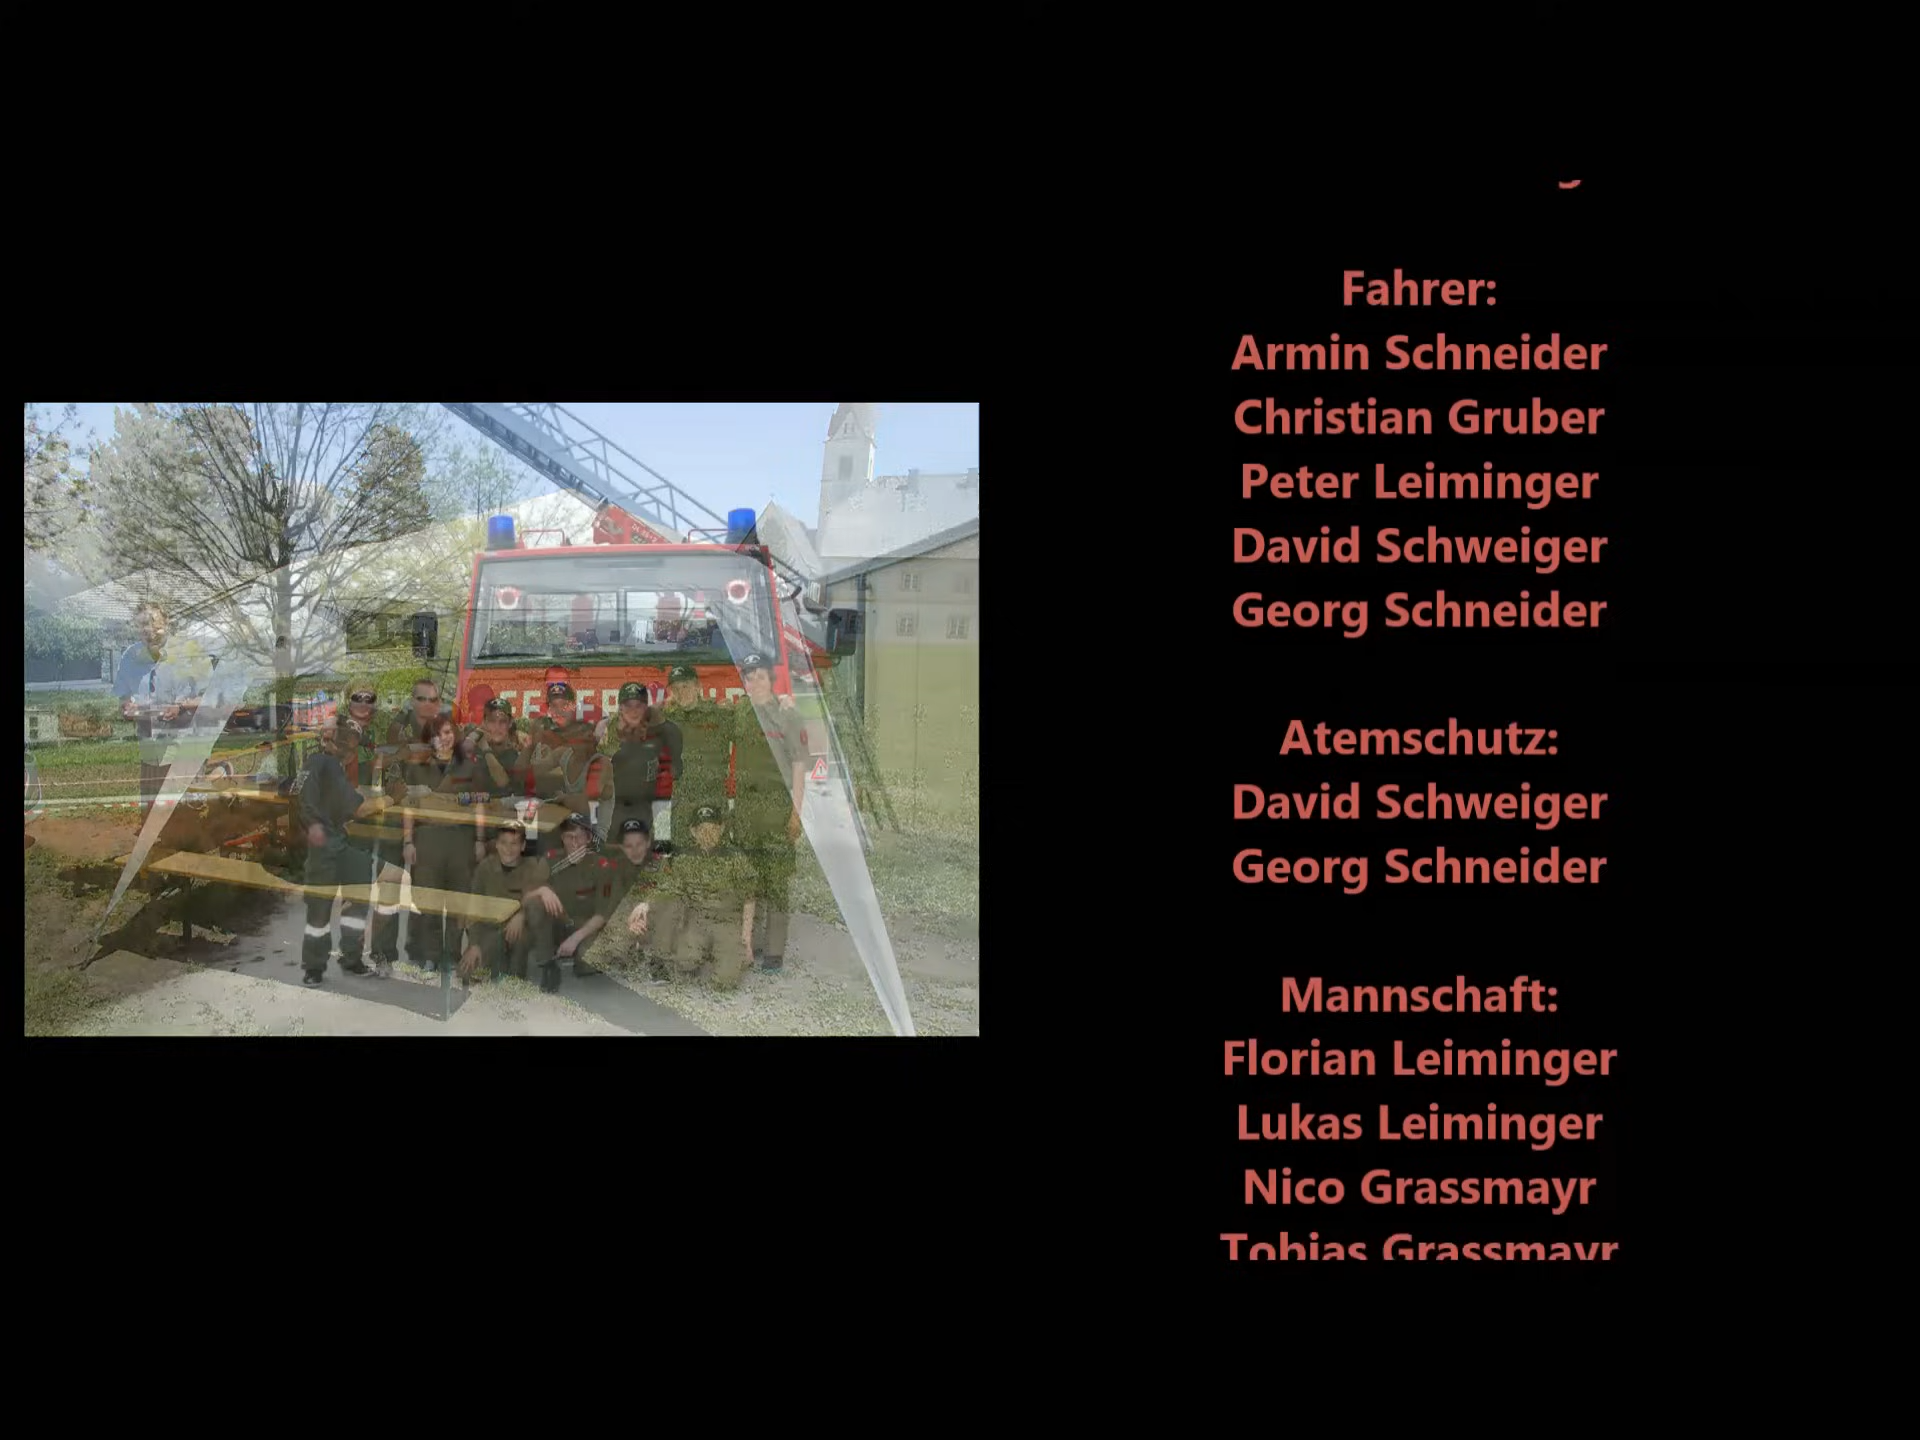 Fahrer:
Armin Schneider
Christian Gruber
Peter Leiminger
David Schweiger
Georg Schneider
Atemschutz:
David Schweiger
Georg Schneider
Mannschaft:
Florian Leiminger
Lukas Leiminger
Nico Grassmayr
Tobias Grassmayr